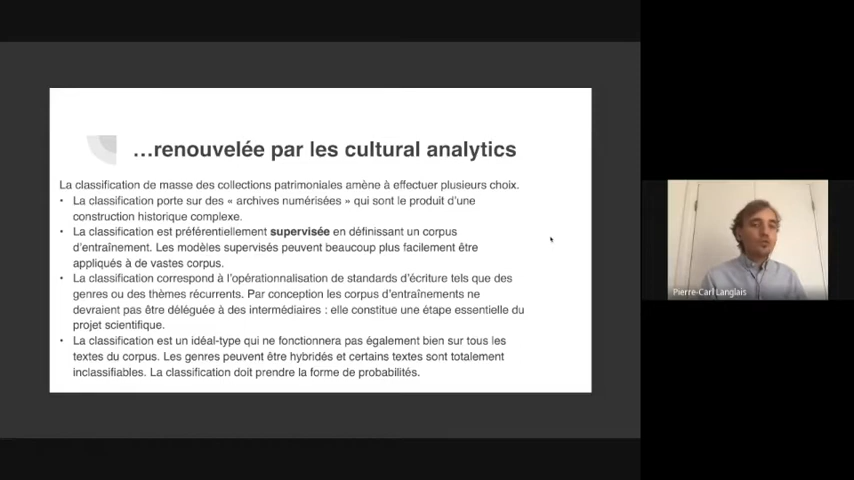 ...renouvelée par les cultural analytics
La classification de masse des collections patrimoniales amène à effectuer plusieurs choix.
• La classification porte sur des « archives numérisées » qui sont le produit d'une
construction historique complexe.
• La classification est préférentiellement supervisée en définissant un corpus
d'entraînement. Les modèles supervisés peuvent beaucoup plus facilement être
appliqués à de vastes corpus.
• La classification correspond à l'opérationnalisation de standards d'écriture tels que des
genres ou des thèmes récurrents. Par conception les corpus d'entraînements ne
devraient pas être déléguée à des intermédiaires : elle constitue une étape essentielle du
projet scientifique.
• La classification est un idéal-type qui ne fonctionnera pas également bien sur tous les
textes du corpus. Les genres peuvent être hybridés et certains textes sont totalement
inclassifiables. La classification doit prendre la forme de probabilités.
Pierre-Carl Langlais